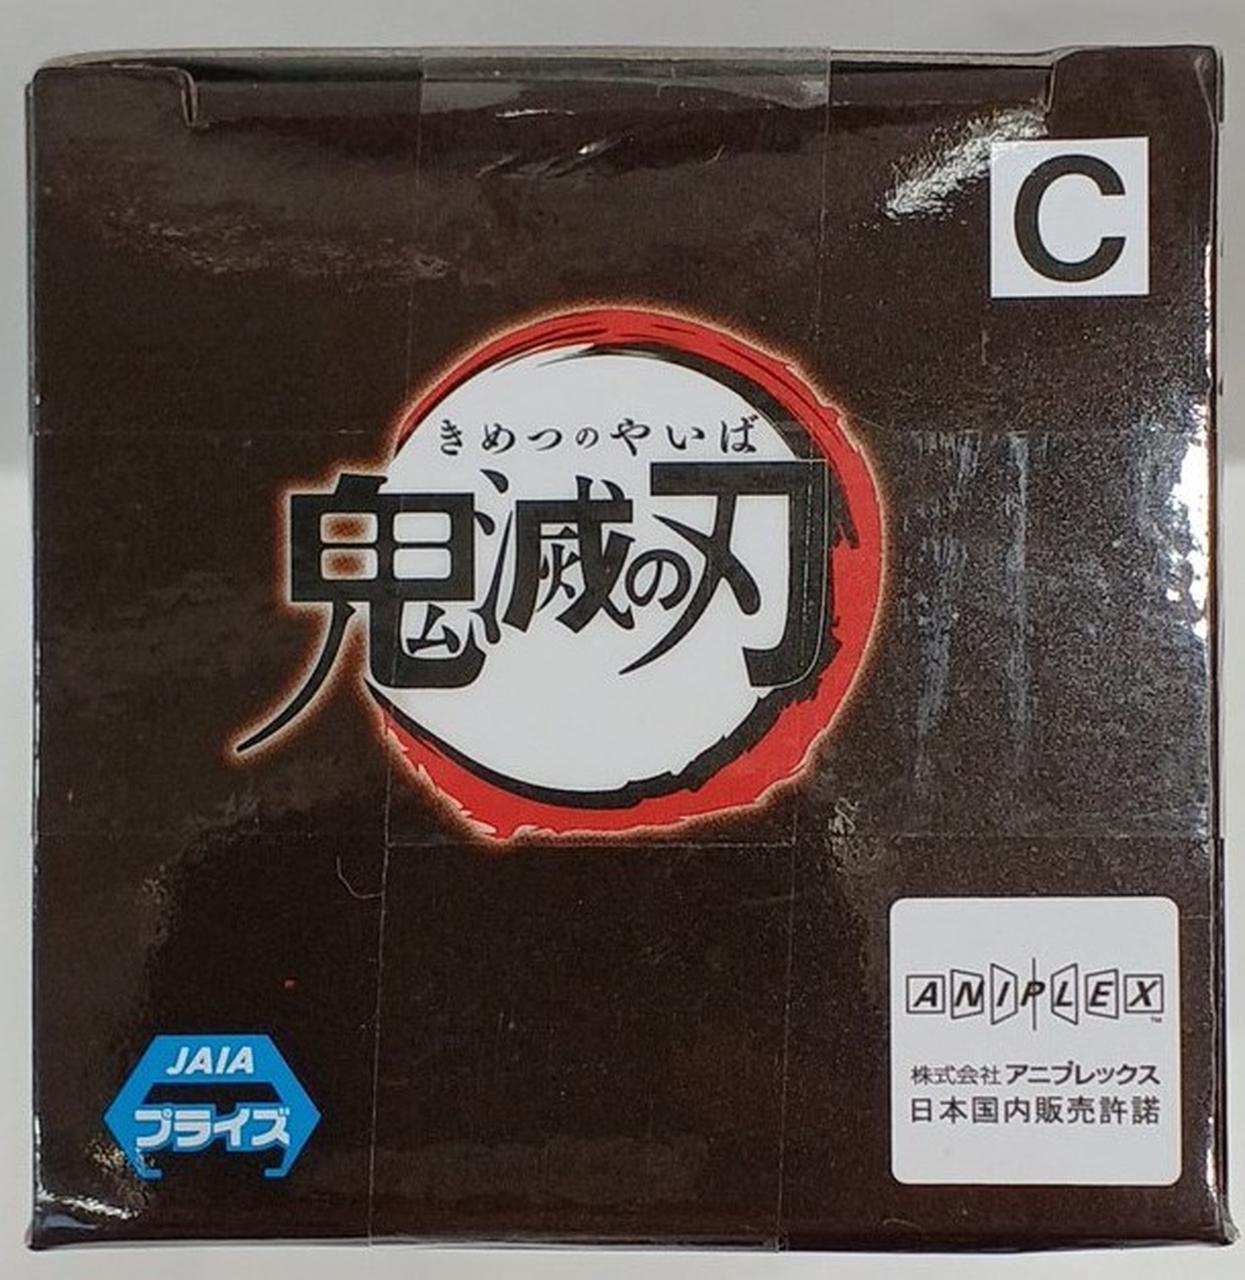 C
きめつのやいば
鬼滅の刃
ANIPLEX™
株式会社アニプレックス
日本国内販売許諾
JAIA
プライズ